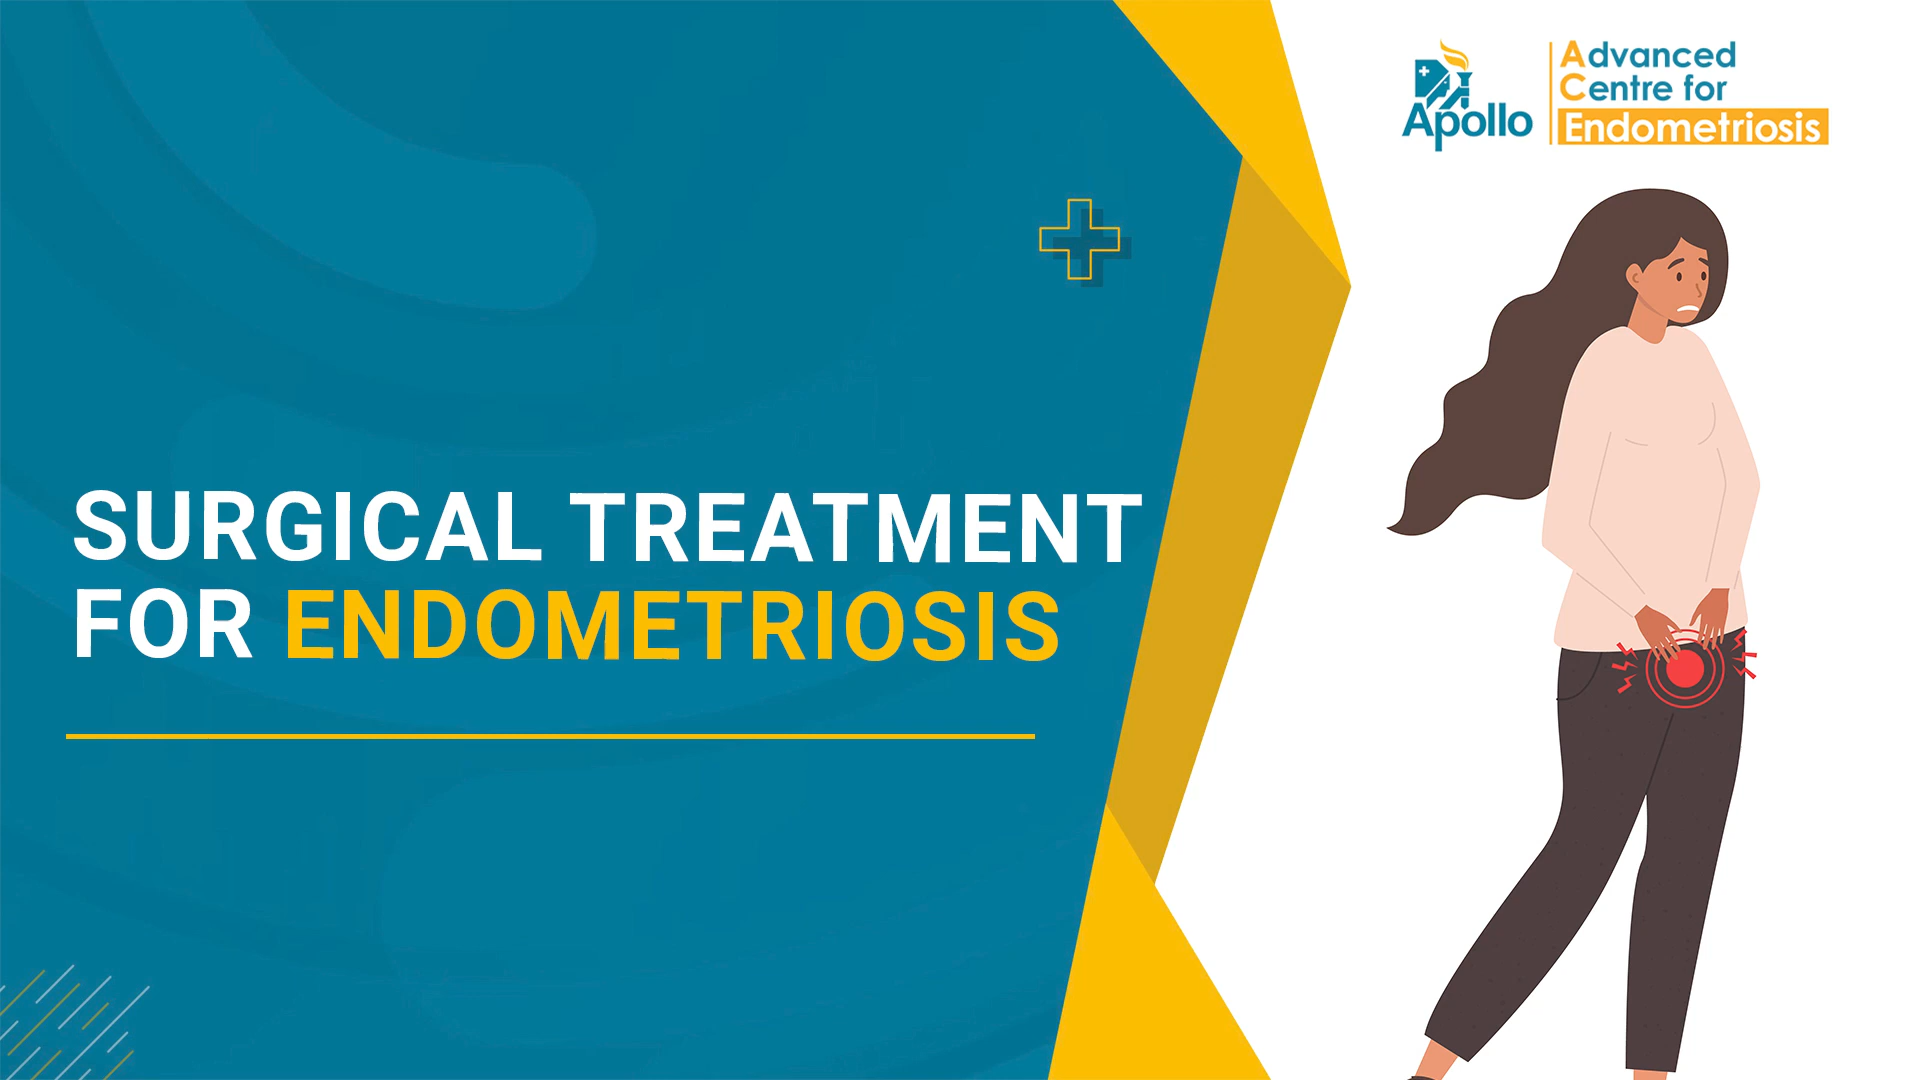 Apollo
Advanced
Centre for
Endometriosis
SURGICAL TREATMENT
FOR ENDOMETRIOSIS